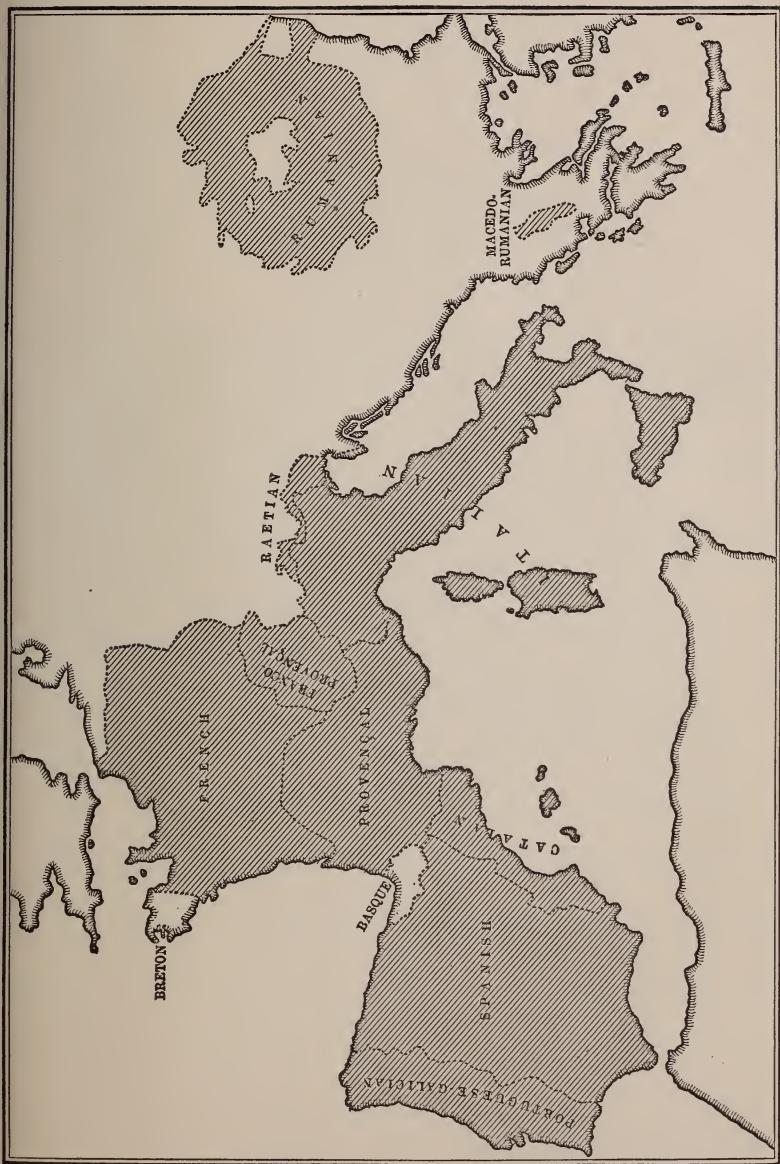 BRETON
FRENCH
FRANCO-
PROVENÇAL
PROVENÇAL
BASQUE
PORTUGUESE-GALICIAN
SPANISH
CATALAN
RAETIAN
ITALIAN
RUMANIAN
MACEDO-
RUMANIAN